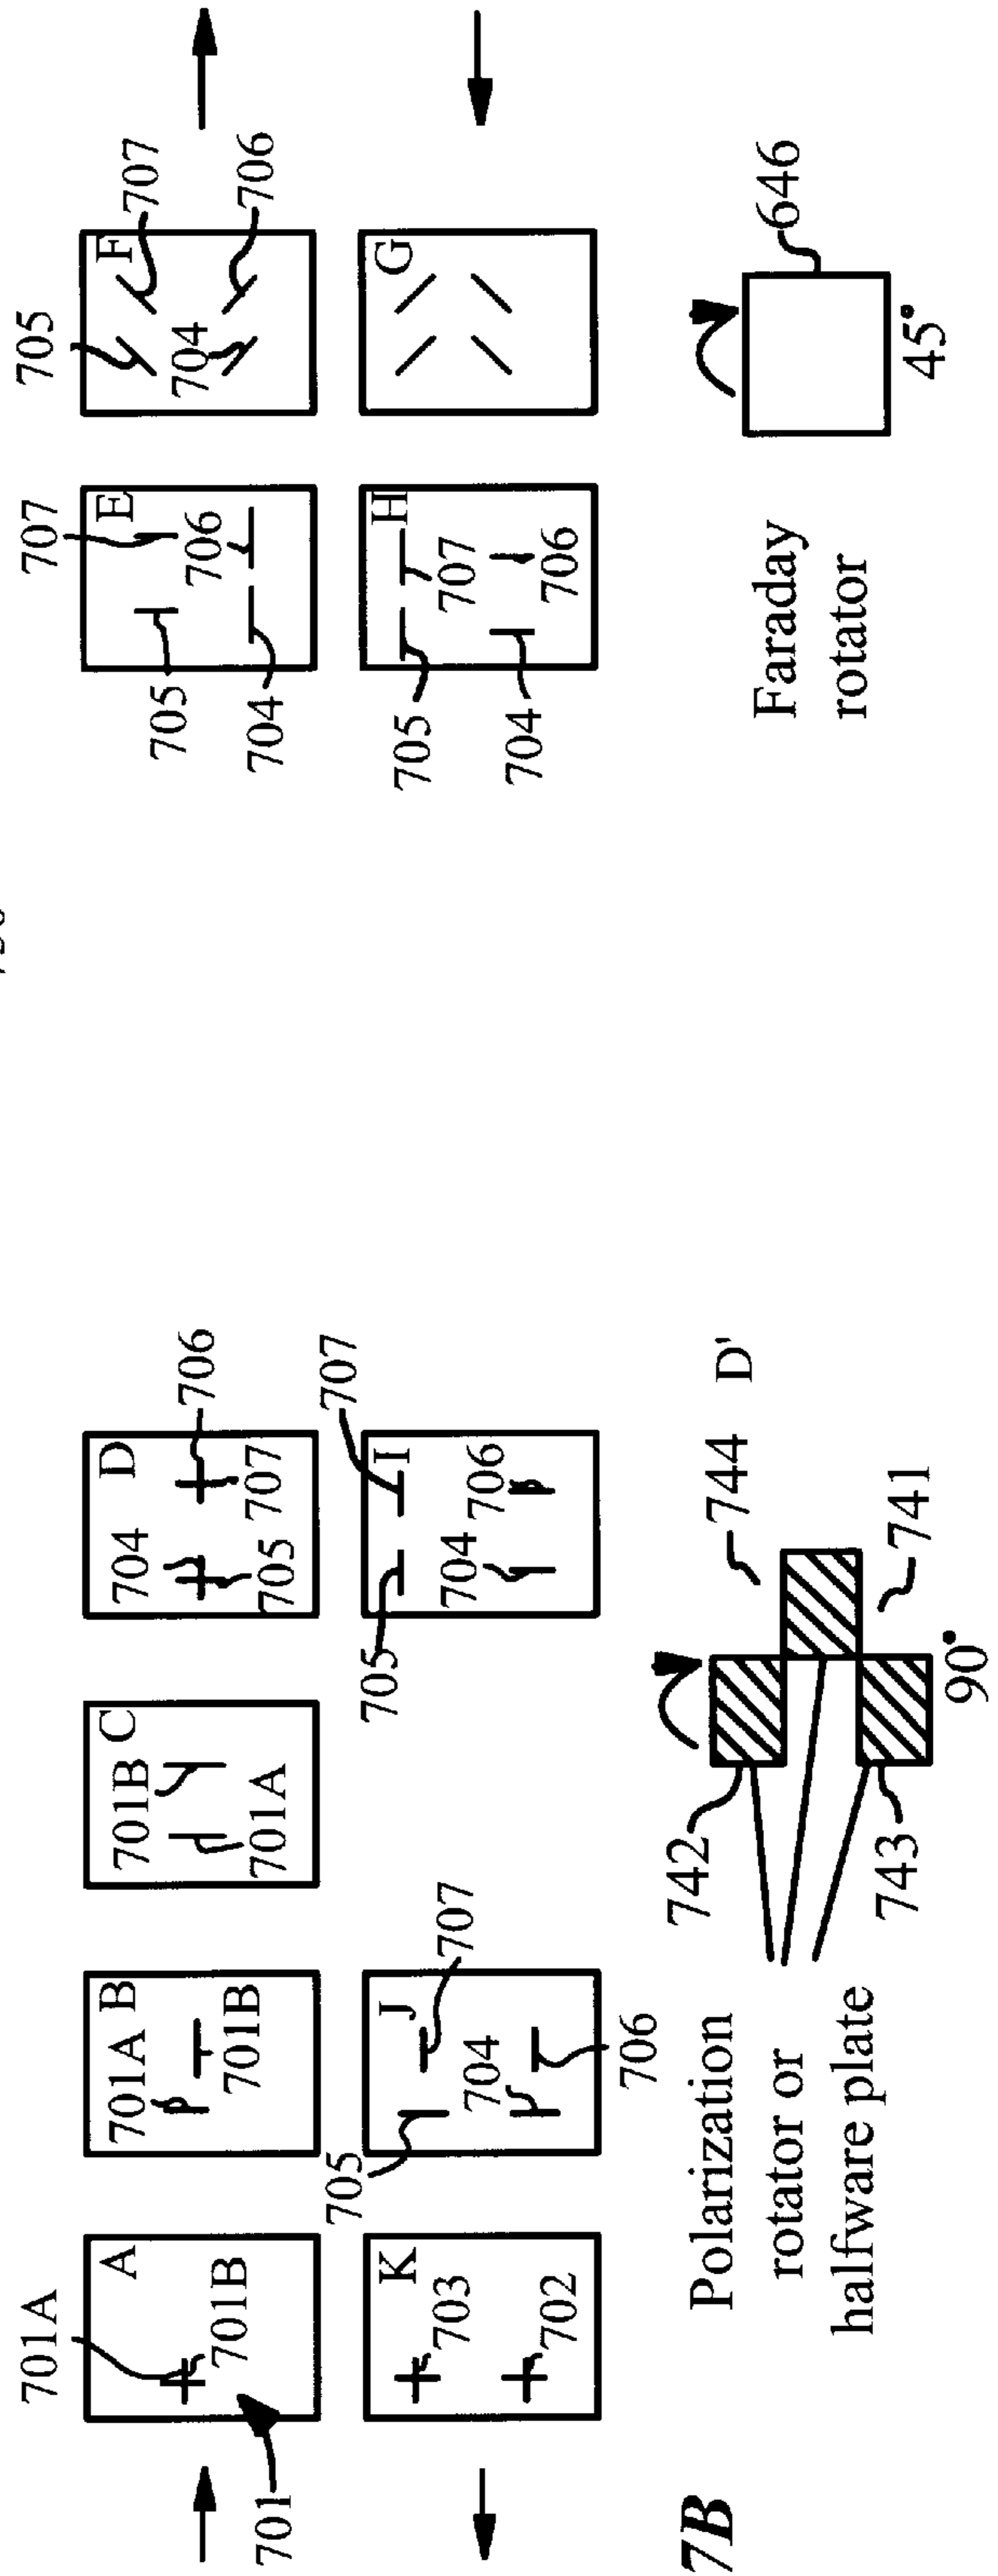 701A
701
A
701B
701A B
701B
701B C
701A
704 D
706
705 707
707
E
705
706
704
705
F
707
704
706
K
703
702
J
705
707
704
706
707
I
705
704 706
H
705
707
704
706
G
7B
Polarization
rotator or
halfware plate
742
743
744
D'
741
90°
Faraday
rotator
646
45°